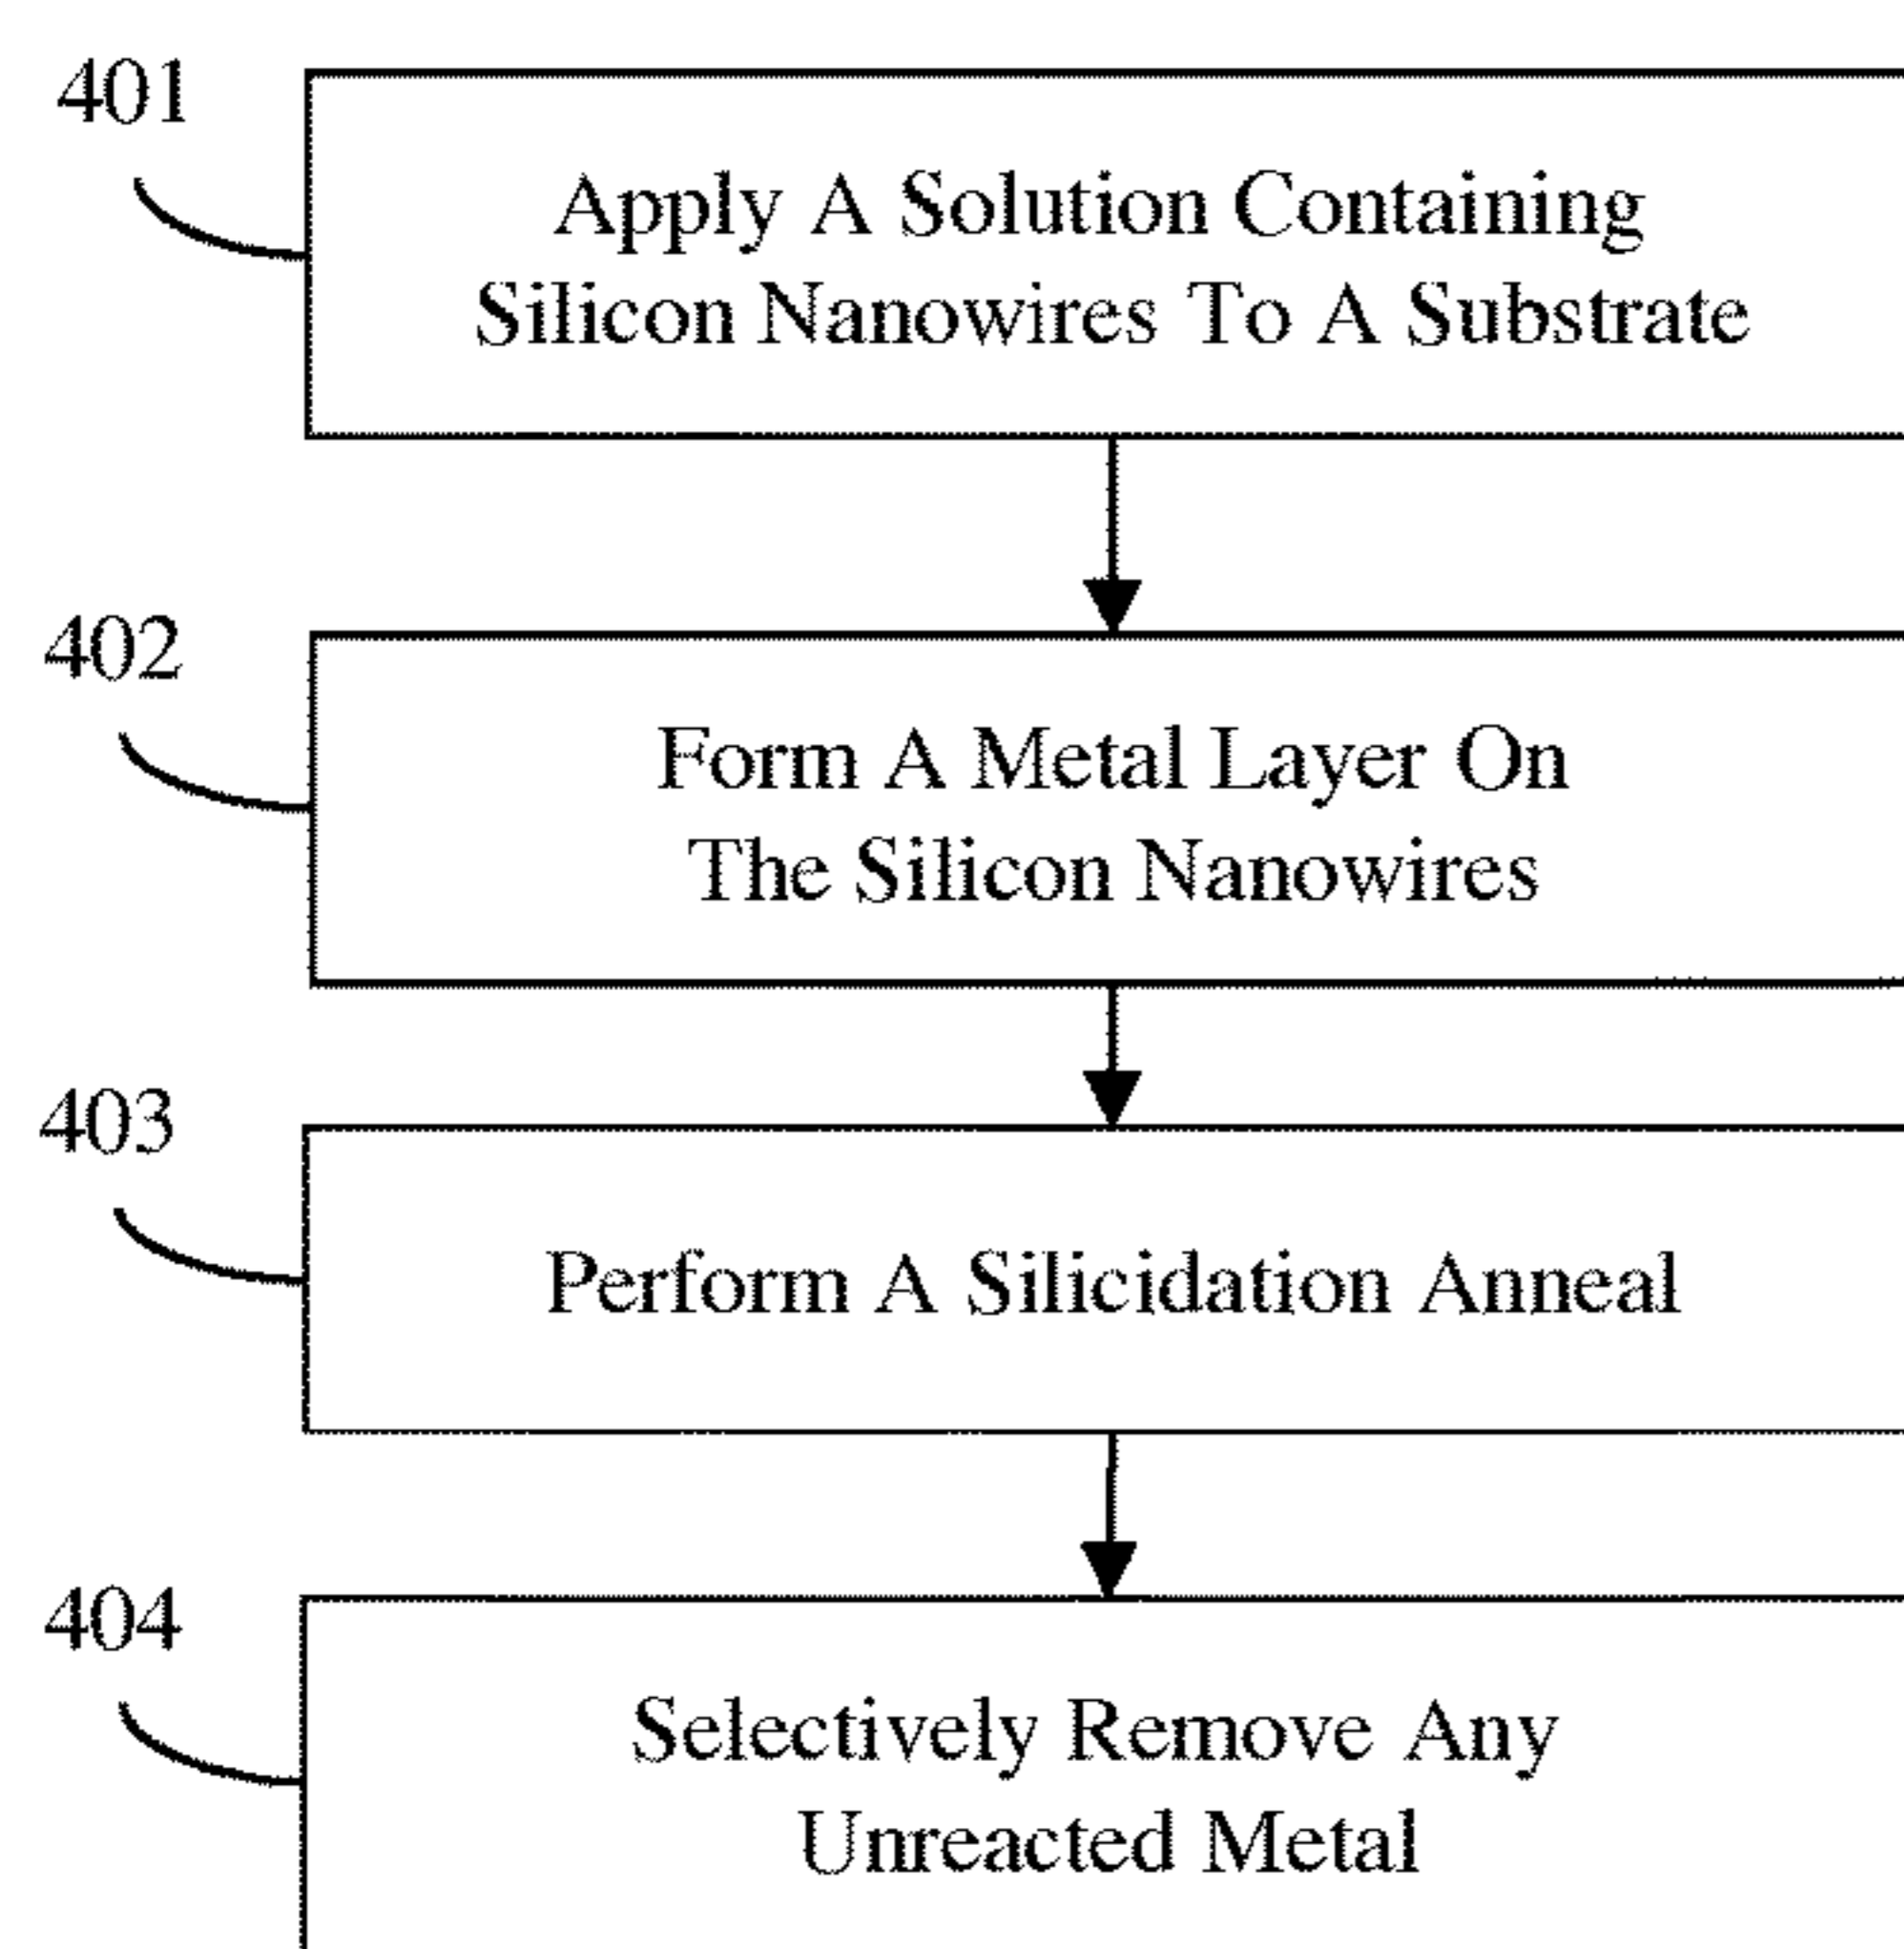 401
Apply A Solution Containing
Silicon Nanowires To A Substrate
402
Form A Metal Layer On
The Silicon Nanowires
403
Perform A Silicidation Anneal
404
Selectively Remove Any
Unreacted Metal